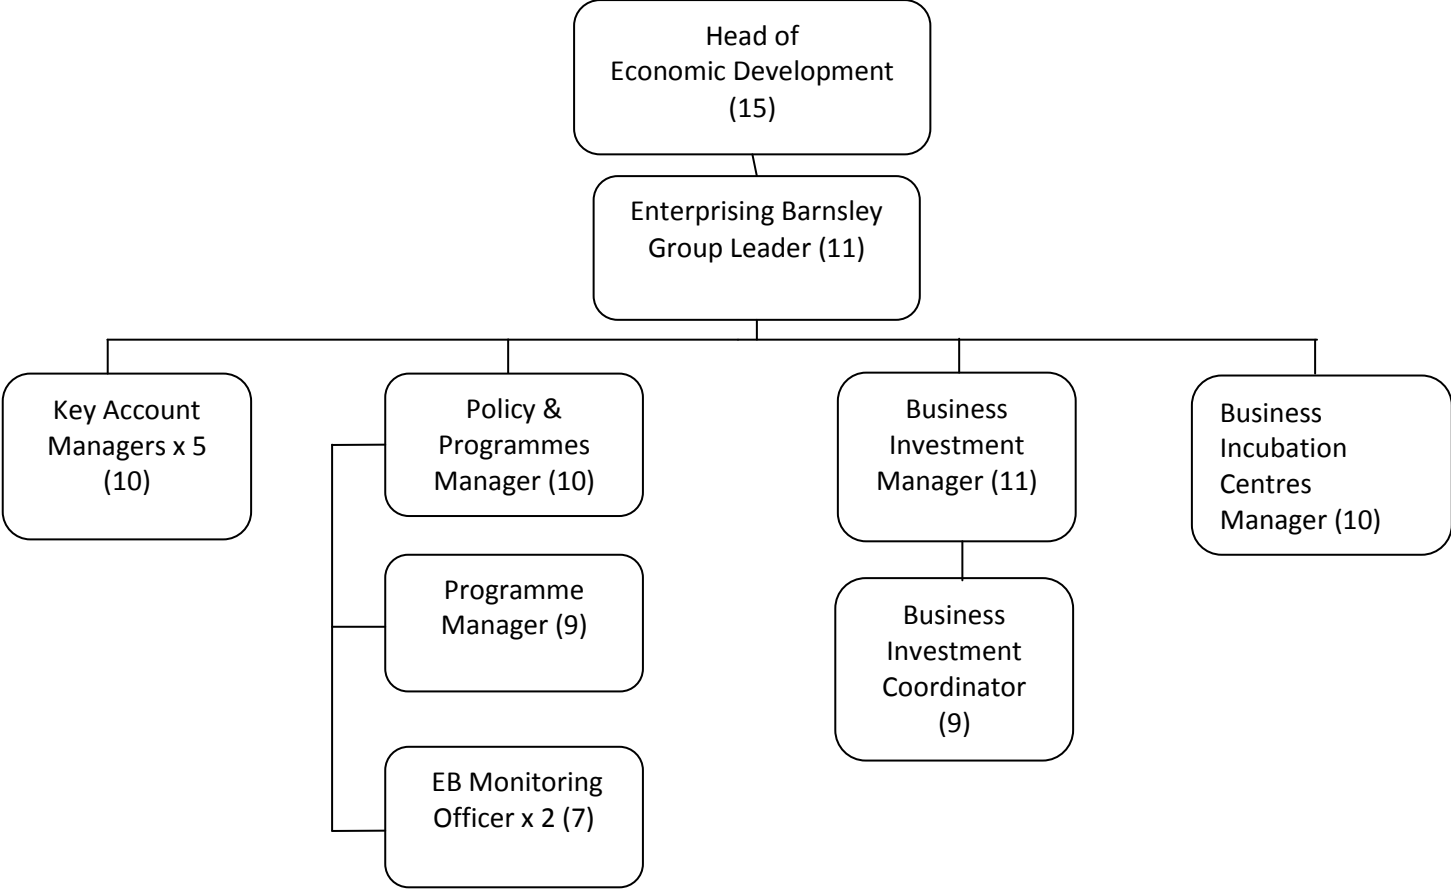 Head of
Economic Development
(15)
Enterprising Barnsley
Group Leader (11)
Key Account
Managers x 5
(10)
Policy &
Programmes
Manager (10)
Business
Investment
Manager (11)
Business
Incubation
Centres
Manager (10)
Programme
Manager (9)
Business
Investment
Coordinator
(9)
EB Monitoring
Officer x 2 (7)